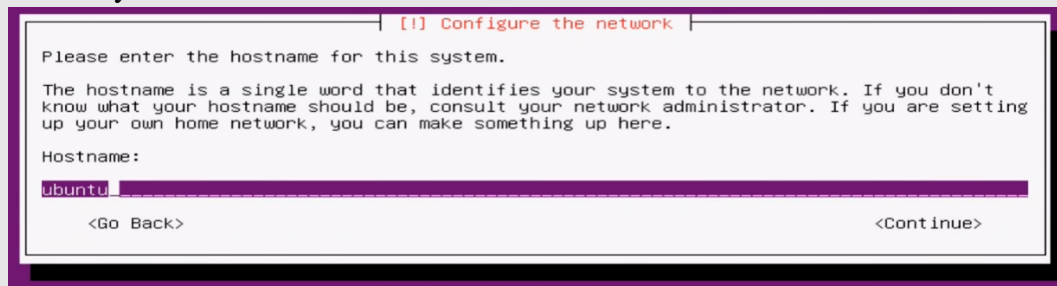 [!] Configure the network
Please enter the hostname for this system.
The hostname is a single word that identifies your system to the network. If you don't
know what your hostname should be, consult your network administrator. If you are setting
up your own home network, you can make something up here.
Hostname:
ubuntu
<Go Back> <Continue>